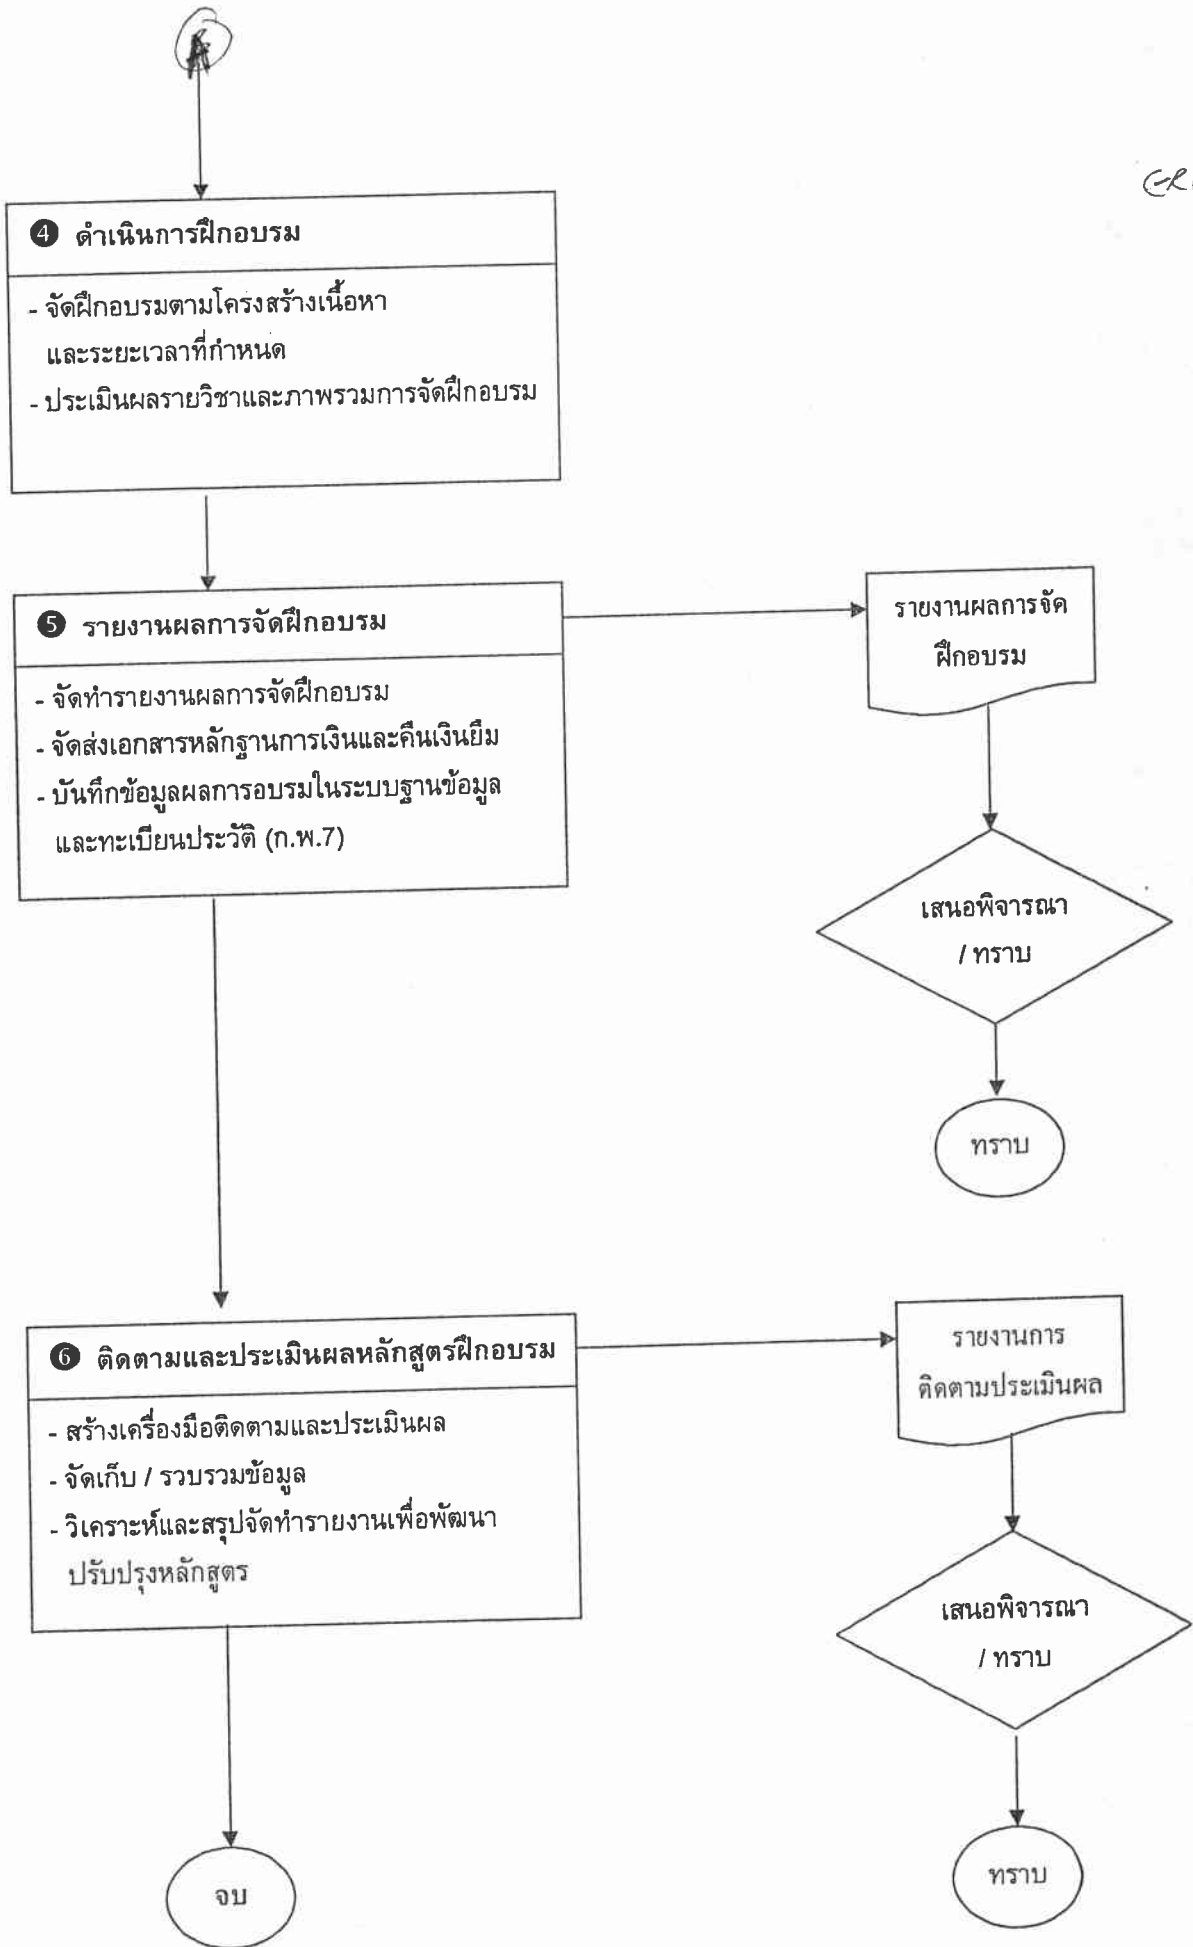 A
❹ ดำเนินการฝึกอบรม
- จัดฝึกอบรมตามโครงสร้างเนื้อหา
และระยะเวลาที่กำหนด
- ประเมินผลรายวิชาและภาพรวมการจัดฝึกอบรม
❺ รายงานผลการจัดฝึกอบรม
- จัดทำรายงานผลการจัดฝึกอบรม
- จัดส่งเอกสารหลักฐานการเงินและคืนเงินยืม
- บันทึกข้อมูลผลการอบรมในระบบฐานข้อมูล
และทะเบียนประวัติ (ก.พ.7)
รายงานผลการจัด
ฝึกอบรม
เสนอพิจารณา
/ ทราบ
ทราบ
❻ ติดตามและประเมินผลหลักสูตรฝึกอบรม
- สร้างเครื่องมือติดตามและประเมินผล
- จัดเก็บ / รวบรวมข้อมูล
- วิเคราะห์และสรุปจัดทำรายงานเพื่อพัฒนา
ปรับปรุงหลักสูตร
รายงานการ
ติดตามประเมินผล
เสนอพิจารณา
/ ทราบ
ทราบ
จบ